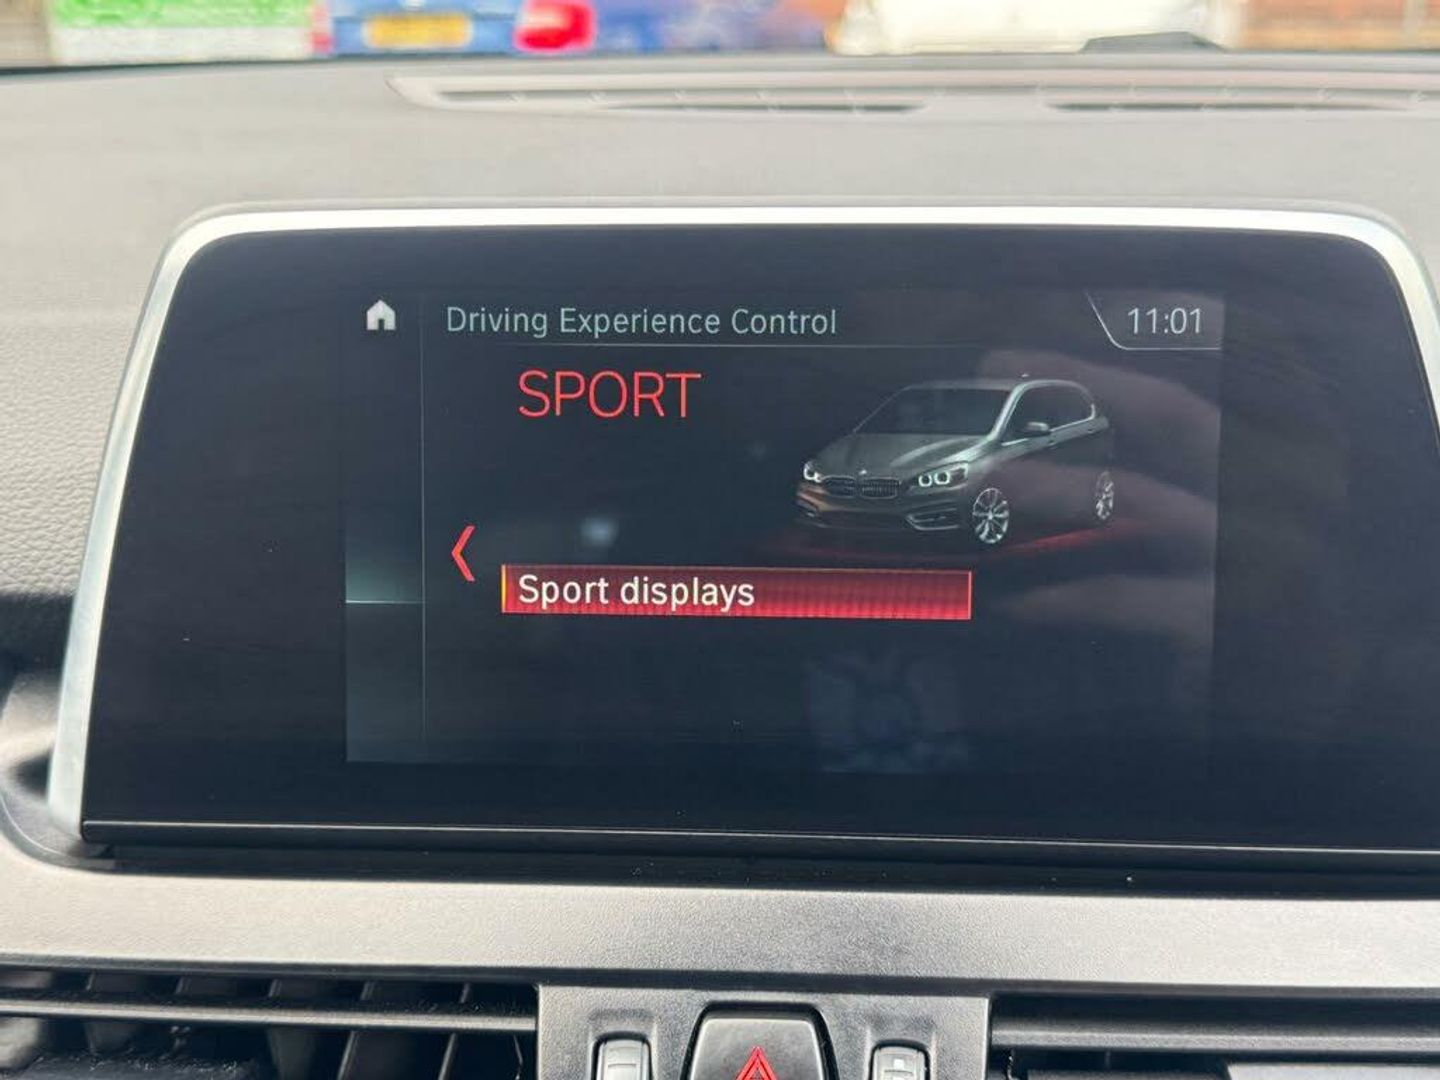 Driving Experience Control
11:01
SPORT
Sport displays